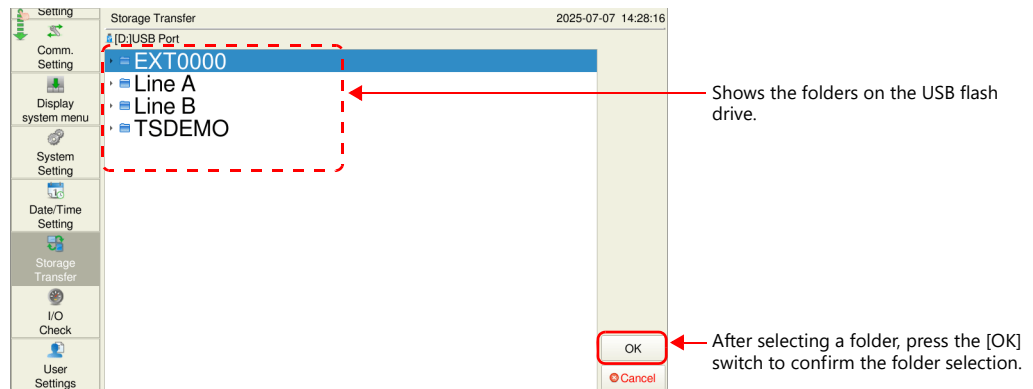 Setting
Storage Transfer
2025-07-07 14:28:16
[D:]USB Port
Comm.
Setting
EXT0000
Line A
Line B
TSDEMO
Display
system menu
System
Setting
Date/Time
Setting
Storage
Transfer
I/O
Check
User
Settings
OK
Cancel
Shows the folders on the USB flash
drive.
After selecting a folder, press the [OK]
switch to confirm the folder selection.